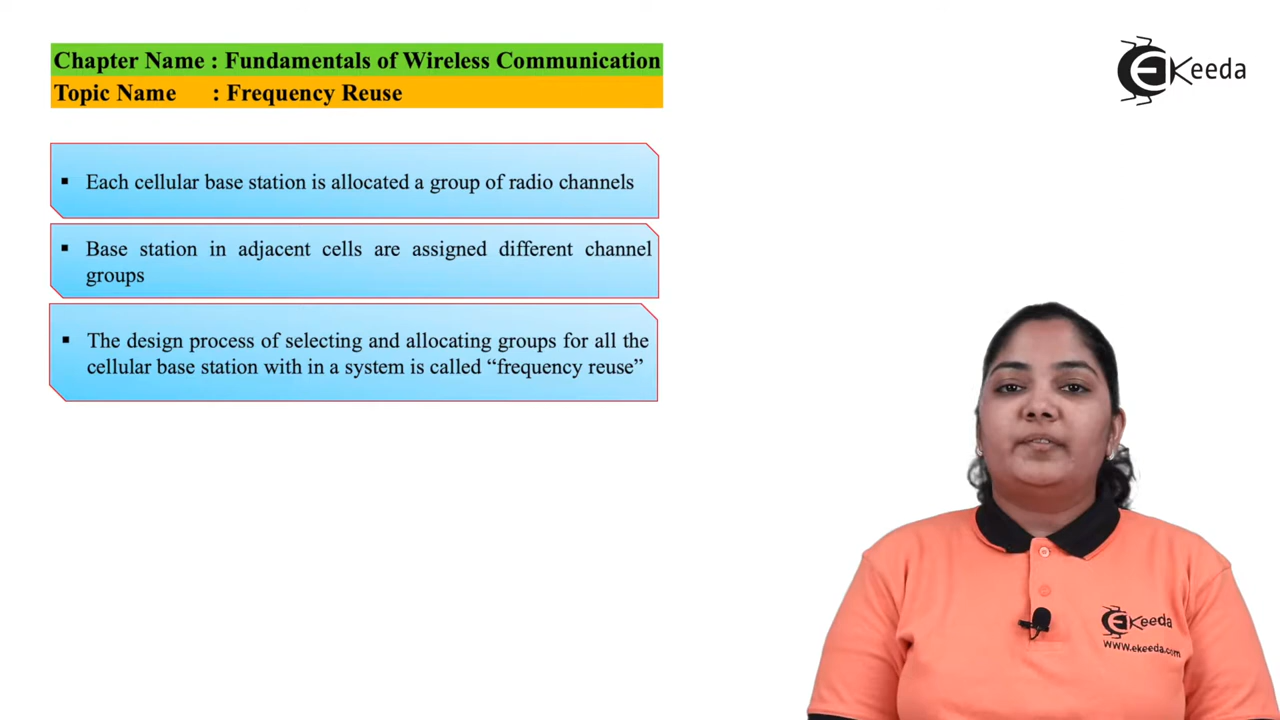 Chapter Name : Fundamentals of Wireless Communication
Topic Name : Frequency Reuse
EKeeda
▪ Each cellular base station is allocated a group of radio channels
▪ Base station in adjacent cells are assigned different channel
groups
▪ The design process of selecting and allocating groups for all the
cellular base station with in a system is called “frequency reuse”
EKeeda
www.ekeeda.com